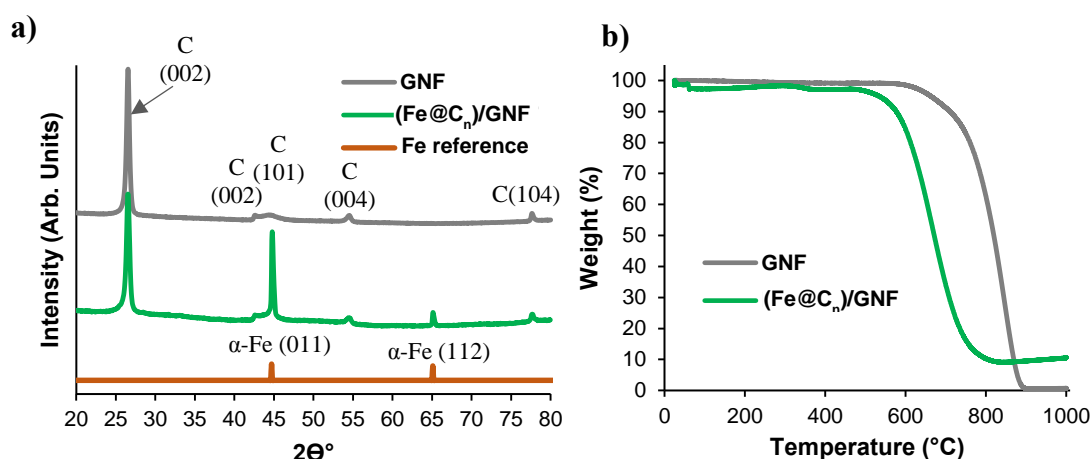 a)
C
(002)
GNF
(Fe@Cn)/GNF
Fe reference
C
(002)
C
(101)
C
(004)
C(104)
α-Fe (011)
α-Fe (112)
Intensity (Arb. Units)
20 25 30 35 40 45 50 55 60 65 70 75 80
2ϴ°
b)
100
90
80
70
60
50
40
30
20
10
0
Weight (%)
GNF
(Fe@Cn)/GNF
0 200 400 600 800 1000
Temperature (°C)